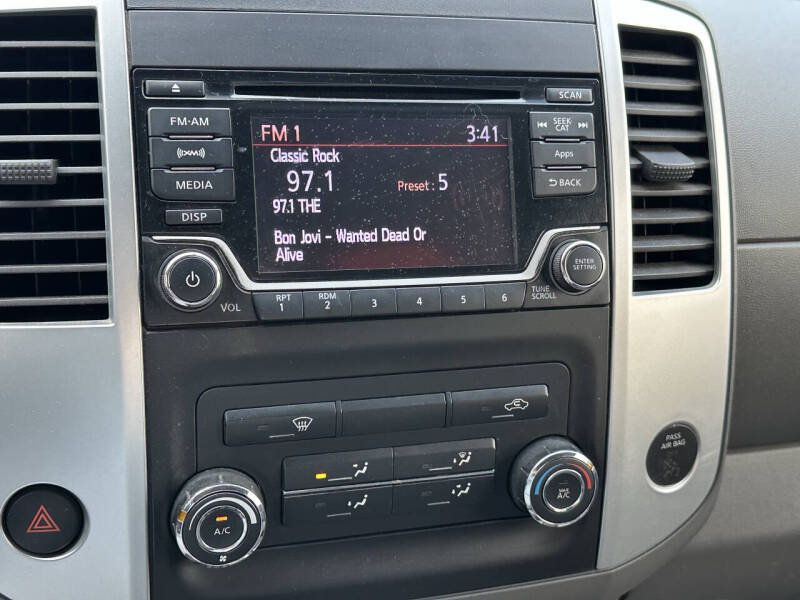 SCAN
FM·AM
XM
MEDIA
DISP
FM 1 3:41
Classic Rock
97.1 Preset : 5
97.1 THE
Bon Jovi - Wanted Dead Or
Alive
SEEK
CAT
Apps
BACK
ENTER
SETTING
VOL
RPT
1
RDM
2
3
4
5
6
TUNE
SCROLL
PASS
AIR BAG
A/C
MAX
A/C